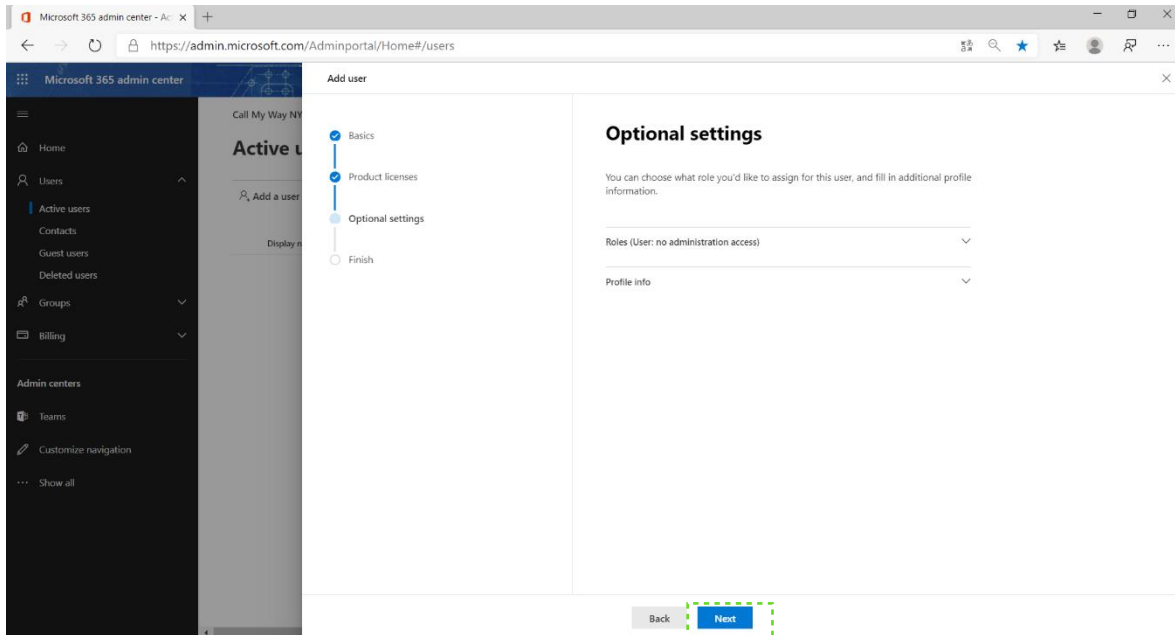 Microsoft 365 admin center - Ac
https://admin.microsoft.com/Adminportal/Home#/users
Microsoft 365 admin center
Home
Users
Active users
Contacts
Guest users
Deleted users
Groups
Billing
Admin centers
Teams
Customize navigation
Show all
Call My Way NY
Active u
Add a user
Display n
Add user
Basics
Product licenses
Optional settings
Finish
Optional settings
You can choose what role you'd like to assign for this user, and fill in additional profile
information.
Roles (User: no administration access)
Profile info
Back
Next